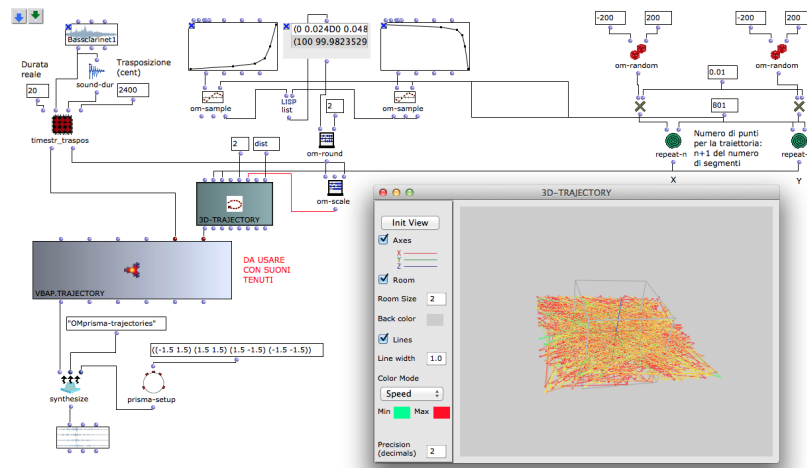 Bassclarinet1
(0 0.024D0 0.048
(100 99.9823529
-200
200
-200
200
Durata
reale
Trasposizione
(cent)
sound-dur
om-random
om-random
20
2400
om-sample
LISP
list
om-sample
0.01
2
801
timestr_traspos
2
dist
om-round
Numero di punti
per la traiettoria:
n+1 del numero
di segmenti
repeat-n
repeat-
X
Y
om-scale
3D-TRAJECTORY
DA USARE
CON SUONI
TENUTI
VBAP.TRAJECTORY
"OMprisma-trajectories"
((-1.5 1.5) (1.5 1.5) (1.5 -1.5) (-1.5 -1.5))
synthesize
prisma-setup
3D-TRAJECTORY
Init View
Axes
X
Y
Z
Room
Room Size 2
Back color
Lines
Line width 1.0
Color Mode
Speed
Min Max
Precision
(decimals) 2